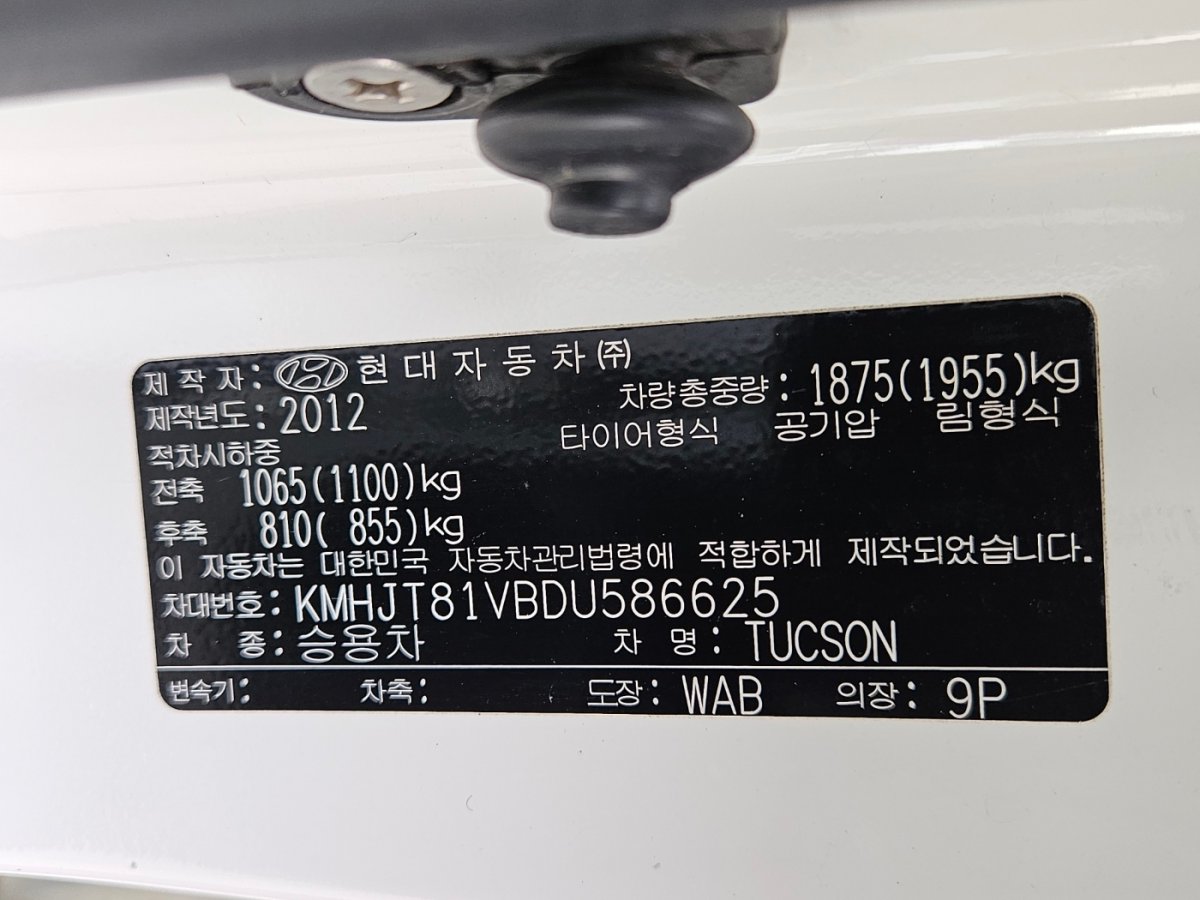 제 작 자 : 현 대 자 동 차 ㈜
제작년도 : 2012 차량총중량 : 1875(1955)kg
적차시하중 타이어형식 공기압 림형식
전축 1065(1100)kg
후축 810( 855)kg
이 자동차는 대한민국 자동차관리법령에 적합하게 제작되었습니다.
차대번호 : KMHJT81VBDU586625
차 종 : 승용차 차 명 : TUCSON
변속기 : 차축 : 도장 : WAB 의장 : 9P